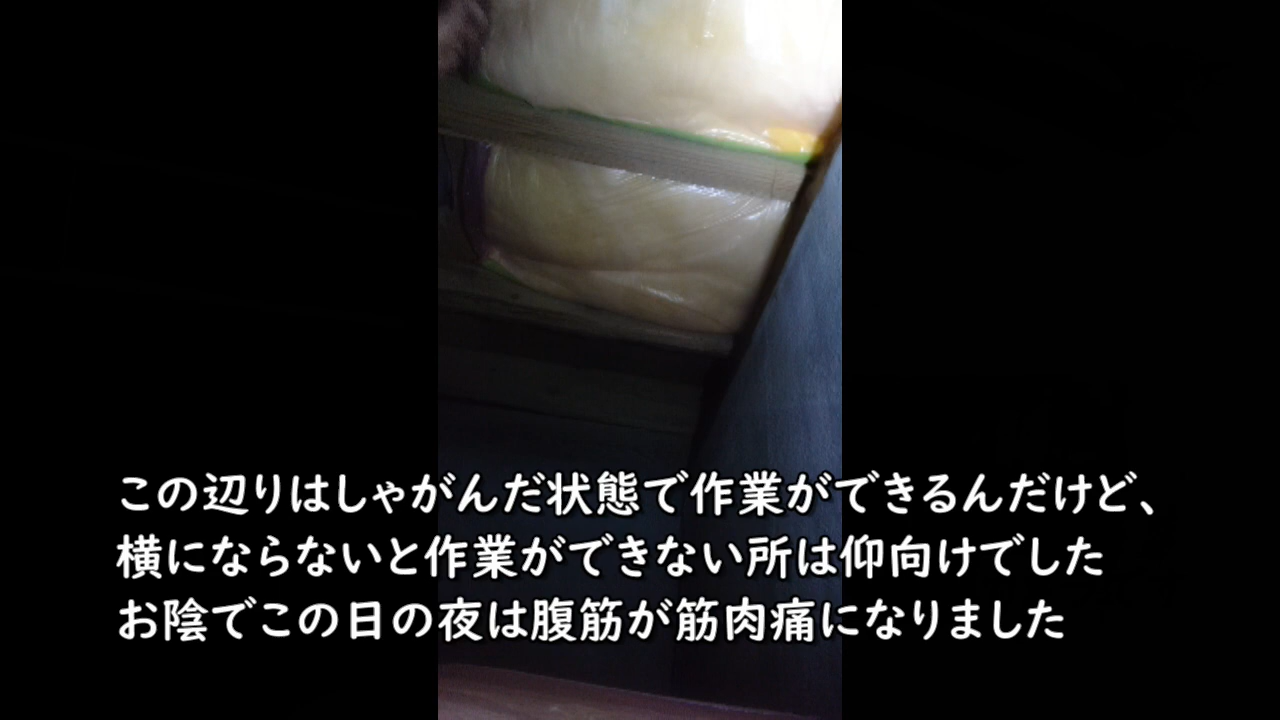 この辺りはしゃがんだ状態で作業ができるんだけど、
横にならないと作業ができない所は仰向けでした
お陰でこの日の夜は腹筋が筋肉痛になりました